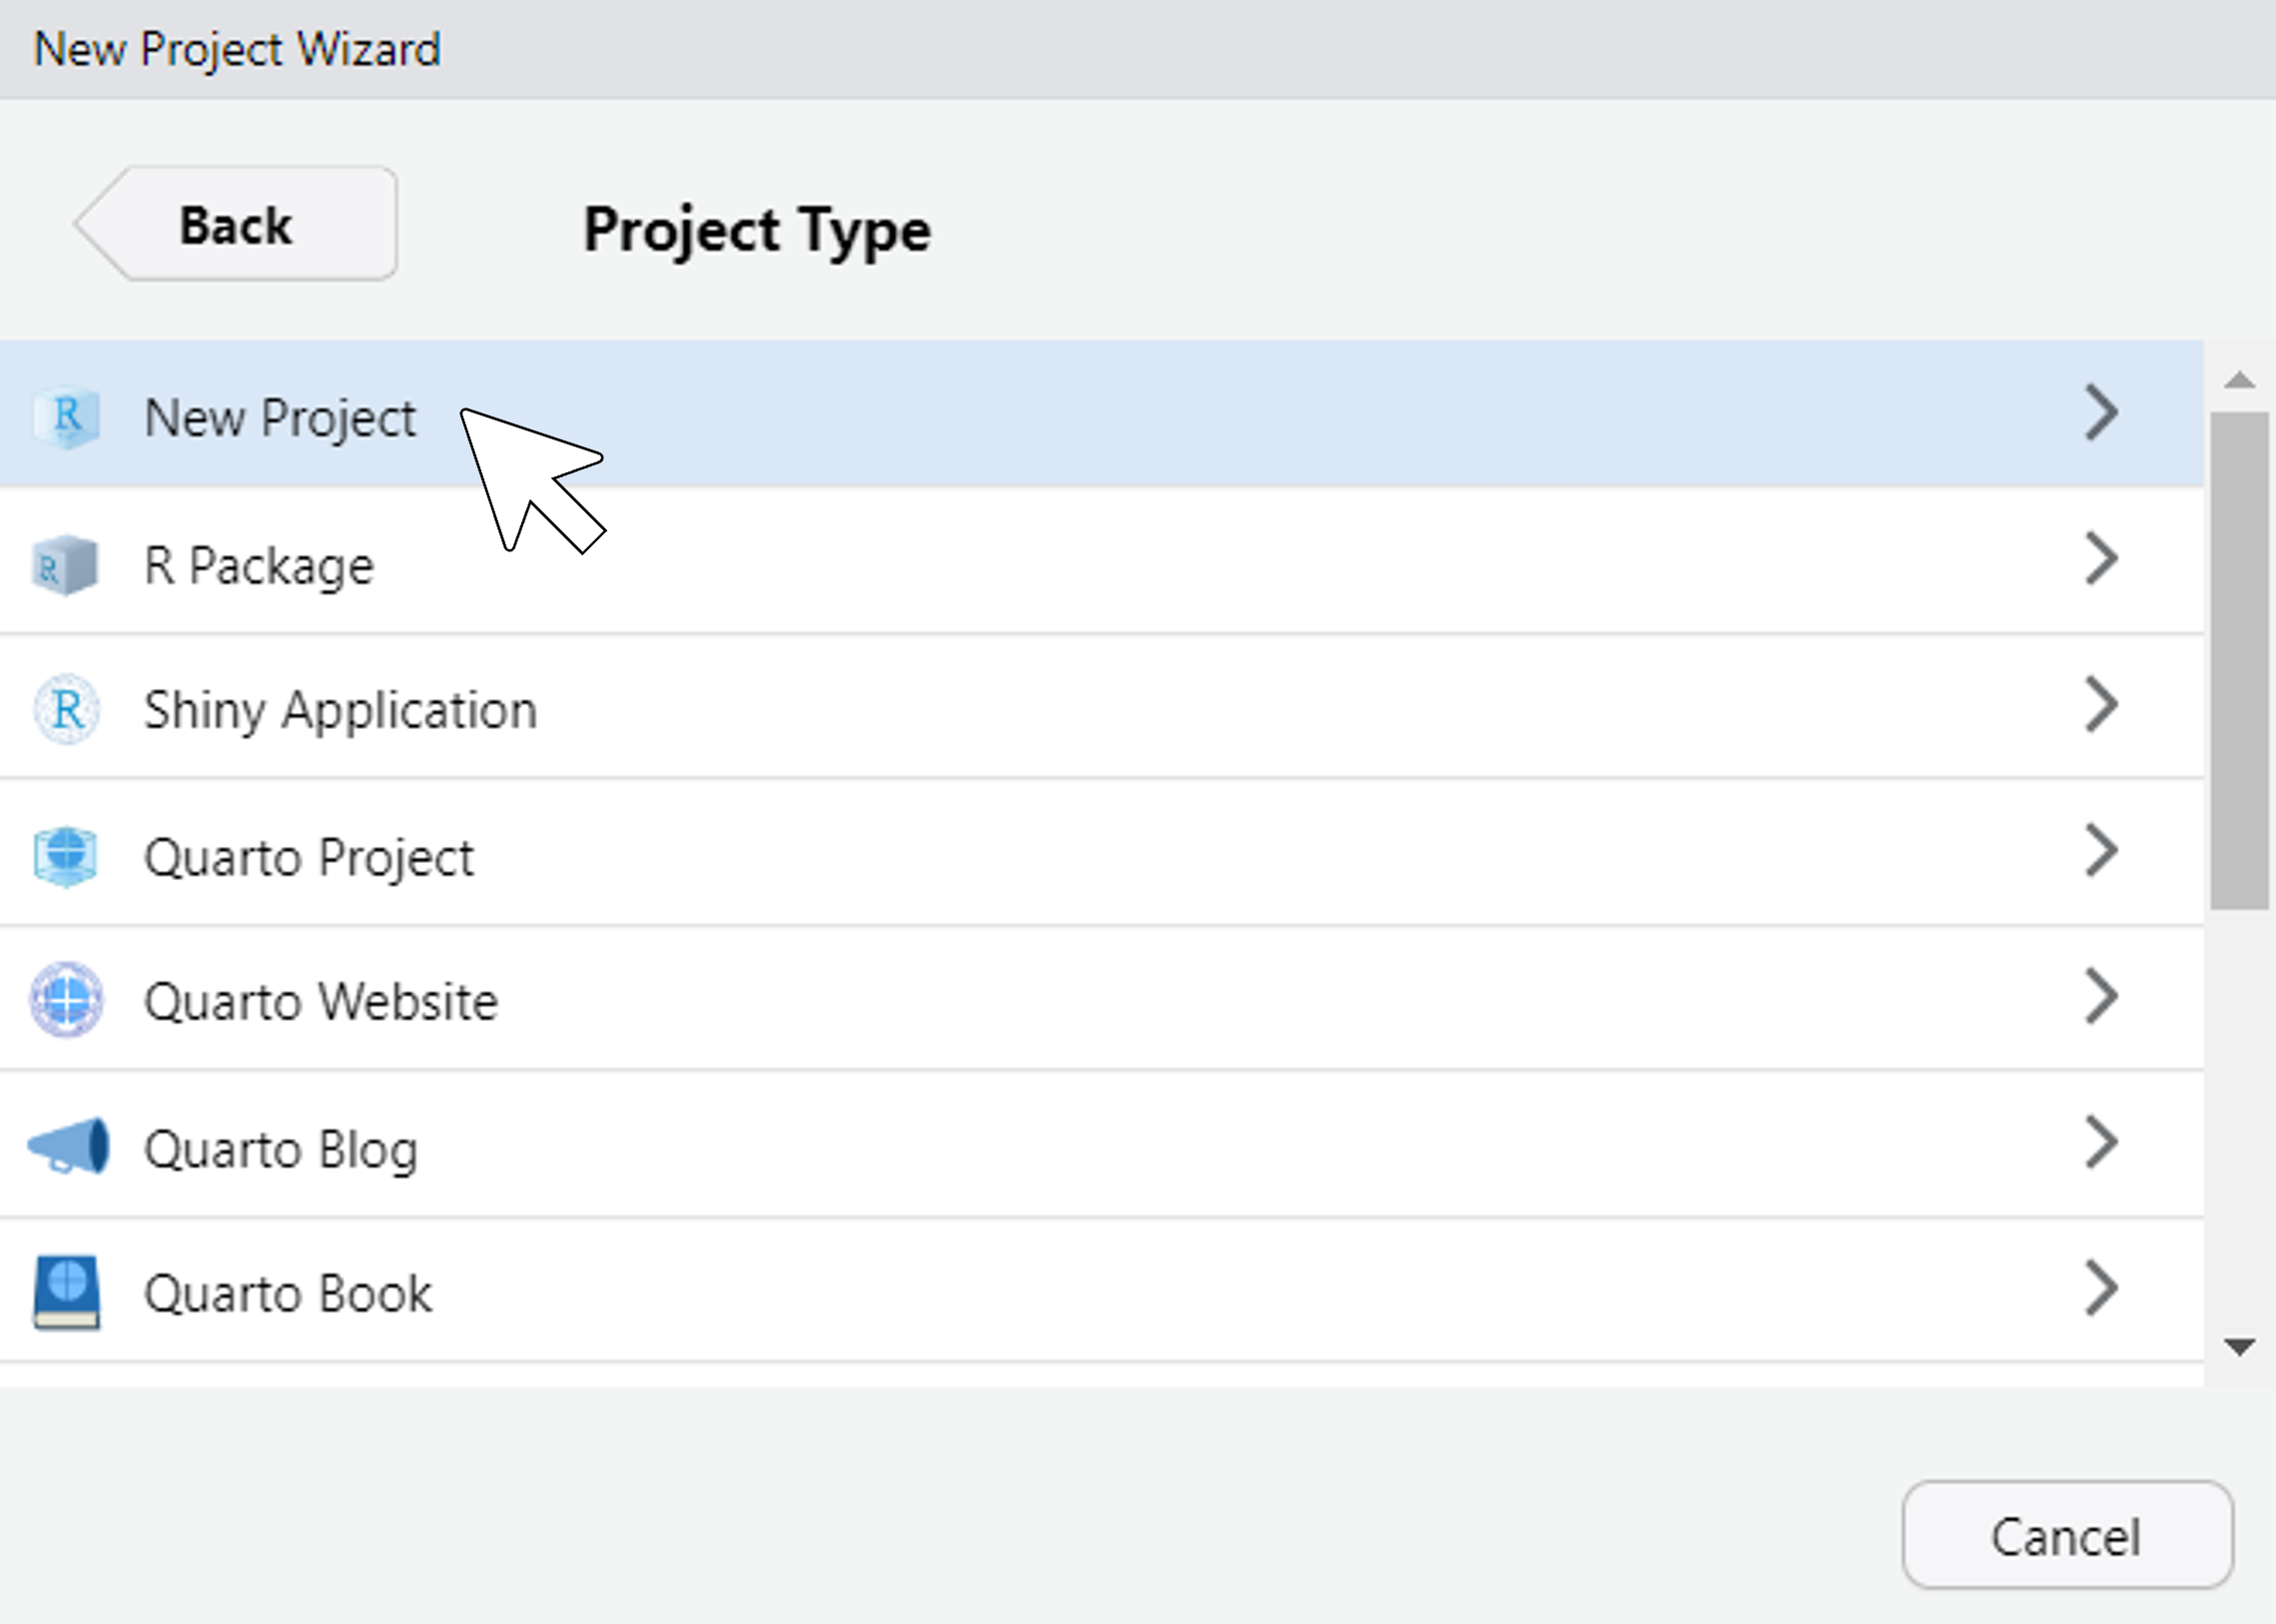 New Project Wizard
Back
Project Type
R New Project
R R Package
R Shiny Application
Quarto Project
Quarto Website
Quarto Blog
Quarto Book
Cancel